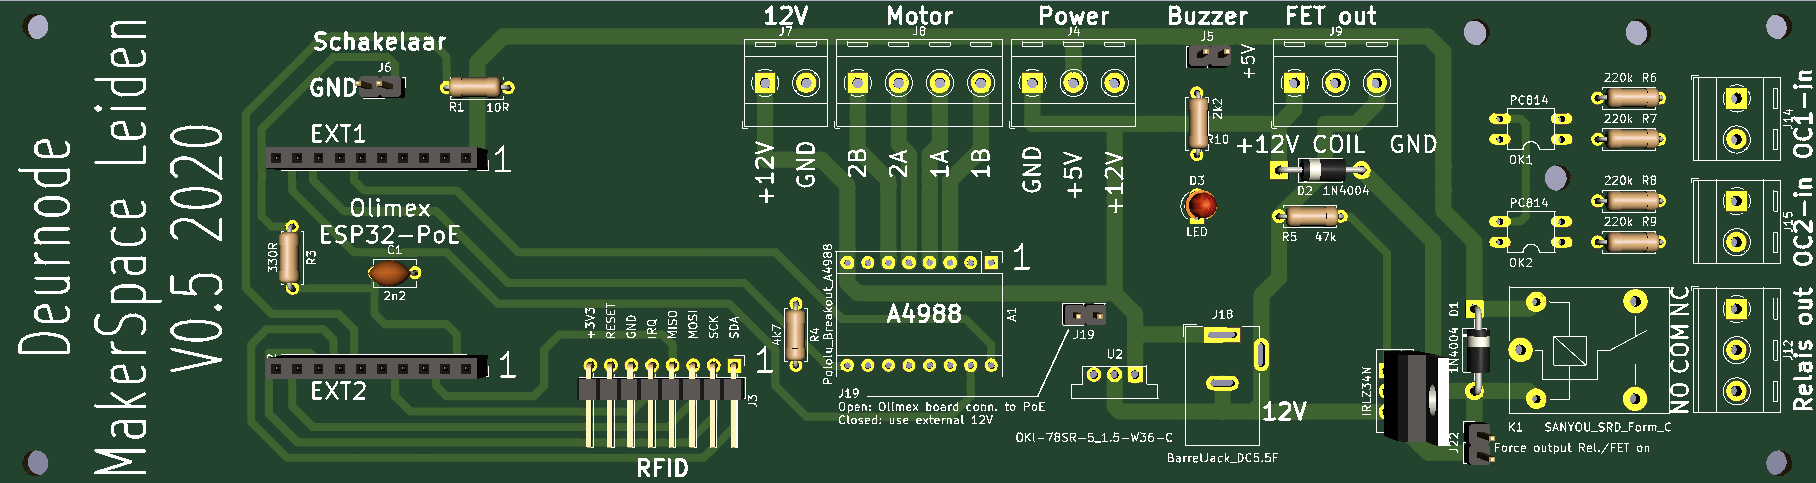 Deurnode
MakerSpace Leiden
V0.5 2020
Schakelaar
J6
GND
R1
10R
EXT1
1
Olimex
ESP32-PoE
330R
R3
C1
2n2
EXT2
1
+3V3
RESET
GND
IRQ
MISO
MOSI
SCK
SDA
1
J3
RFID
4k7
R4
12V
J7
+12V
GND
Motor
J8
2B
2A
1A
1B
Power
J4
GND
+5V
+12V
Pololu_Breakout_A4988
1
A4988
A1
J19
J19
Open: Olimex board conn. to PoE
Closed: use external 12V
U2
OKI-78SR-5_1.5-W36-C
Buzzer
J5
+5V
2k2
R10
D3
LED
FET out
J9
+12V
COIL
GND
D2
1N4004
R5
47k
J18
12V
BarrelJack_DC5.5F
IRLZ34N
D1
1N4004
J22
Force output Rel./FET on
K1
SANYOU_SRD_Form_C
PC814
OK1
PC814
OK2
220k R6
220k R7
220k R8
220k R9
J14
OC1-in
J15
OC2-in
NO COM NC
J12
Relais out